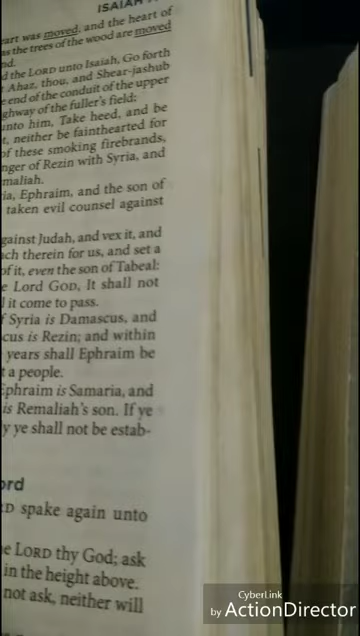 ISAIAH
eart was moved, and the heart of
as the trees of the wood are moved
nd.
d the LORD unto Isaiah, Go forth
Ahaz, thou, and Shear-jashub
e end of the conduit of the upper
ghway of the fuller's field:
unto him, Take heed, and be
t, neither be fainthearted for
of these smoking firebrands,
nger of Rezin with Syria, and
maliah.
ia, Ephraim, and the son of
taken evil counsel against
gainst Judah, and vex it, and
ach therein for us, and set a
of it, even the son of Tabeal:
e Lord GOD, It shall not
l it come to pass.
f Syria is Damascus, and
cus is Rezin; and within
years shall Ephraim be
t a people.
Ephraim is Samaria, and
is Remaliah's son. If ye
y ye shall not be estab-
ord
RD spake again unto
e LORD thy God; ask
in the height above.
not ask, neither will
CyberLink
by ActionDirector